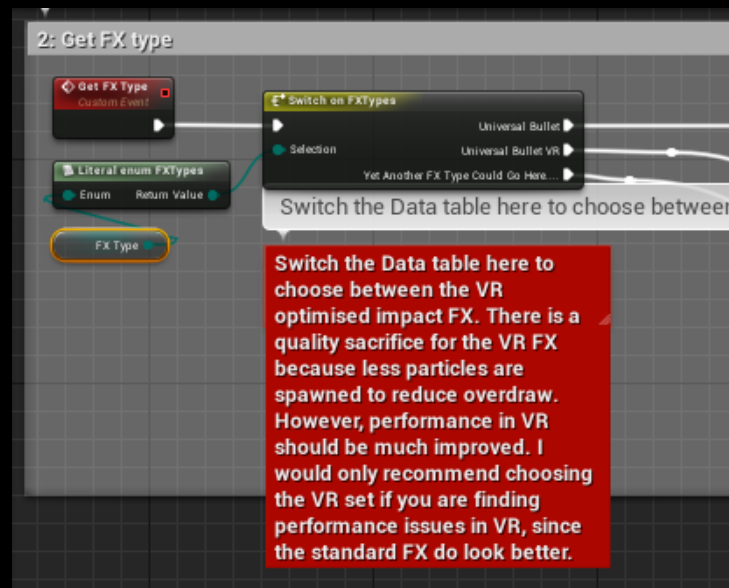 2: Get FX type
Get FX Type
Custom Event
Switch on FXTypes
Universal Bullet
Selection
Universal Bullet VR
Yet Another FX Type Could Go Here....
Literal enum FXTypes
Enum Return Value
FX Type
Switch the Data table here to choose between
Switch the Data table here to
choose between the VR
optimised impact FX. There is a
quality sacrifice for the VR FX
because less particles are
spawned to reduce overdraw.
However, performance in VR
should be much improved. I
would only recommend choosing
the VR set if you are finding
performance issues in VR, since
the standard FX do look better.